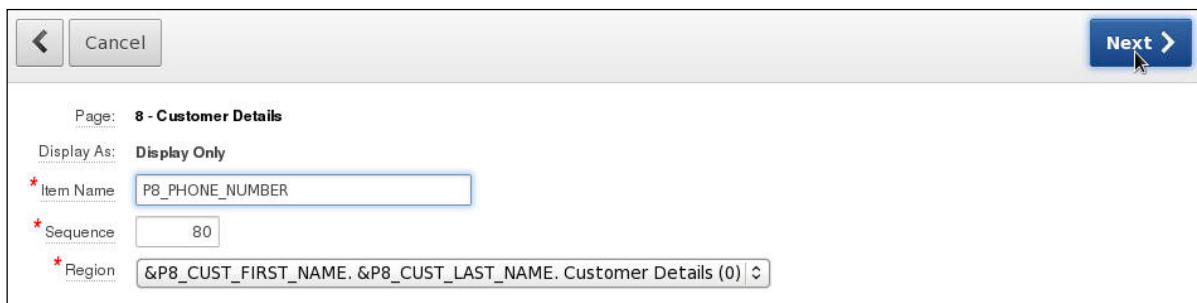 Cancel
Next
Page: 8 - Customer Details
Display As: Display Only
*Item Name P8_PHONE_NUMBER
*Sequence 80
*Region &P8_CUST_FIRST_NAME. &P8_CUST_LAST_NAME. Customer Details (0)